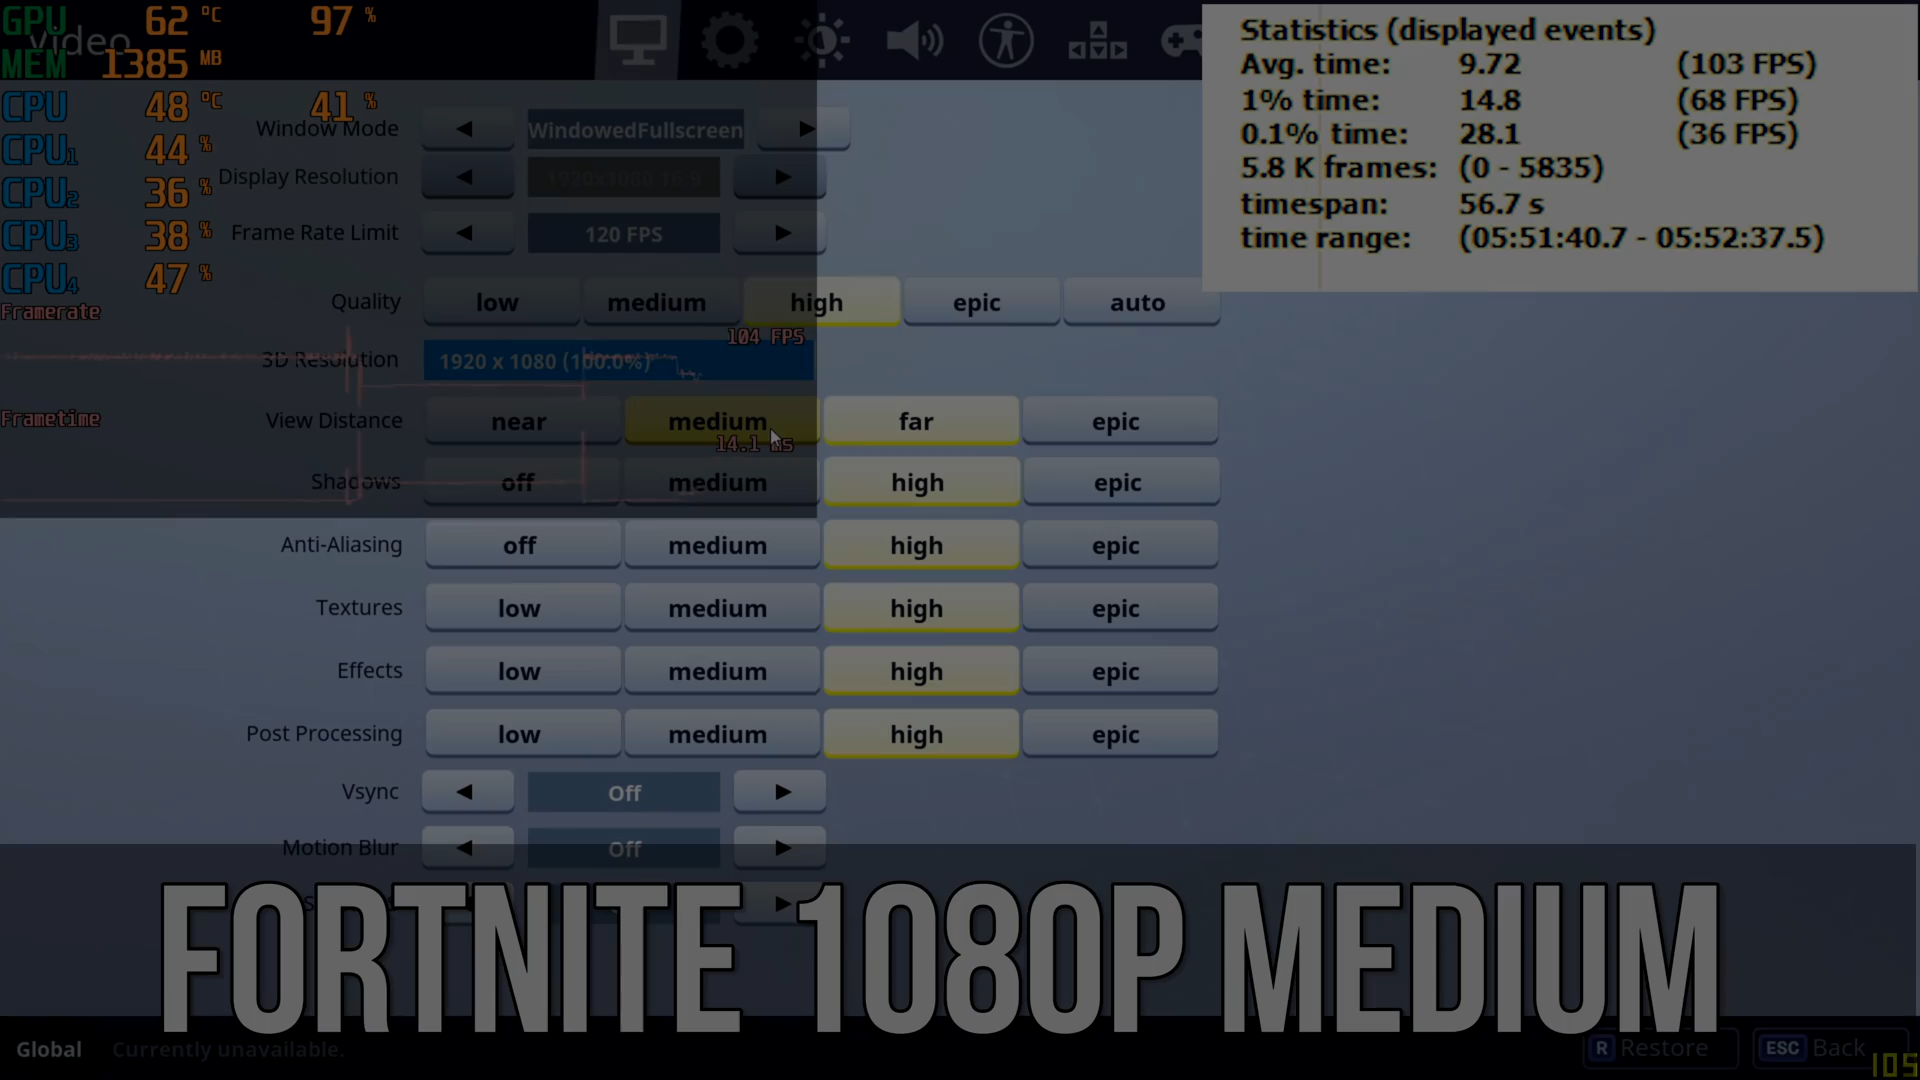 GPU 62 °C 97 %
Video
MEM 1385 MB
CPU 48 °C 41 %
CPU1 44 %
CPU2 36 %
CPU3 38 %
CPU4 47 %
Framerate
104 FPS
Frametime
14.1 ms
Statistics (displayed events)
Avg. time: 9.72 (103 FPS)
1% time: 14.8 (68 FPS)
0.1% time: 28.1 (36 FPS)
5.8 K frames: (0 - 5835)
timespan: 56.7 s
time range: (05:51:40.7 - 05:52:37.5)
Window Mode WindowedFullscreen
Display Resolution 1920x1080 16:9
Frame Rate Limit 120 FPS
Quality low medium high epic auto
3D Resolution 1920 x 1080 (100.0%)
View Distance near medium far epic
Shadows off medium high epic
Anti-Aliasing off medium high epic
Textures low medium high epic
Effects low medium high epic
Post Processing low medium high epic
Vsync Off
Motion Blur Off
FORTNITE 1080P MEDIUM
Global Currently unavailable.
R Restore ESC Back
105